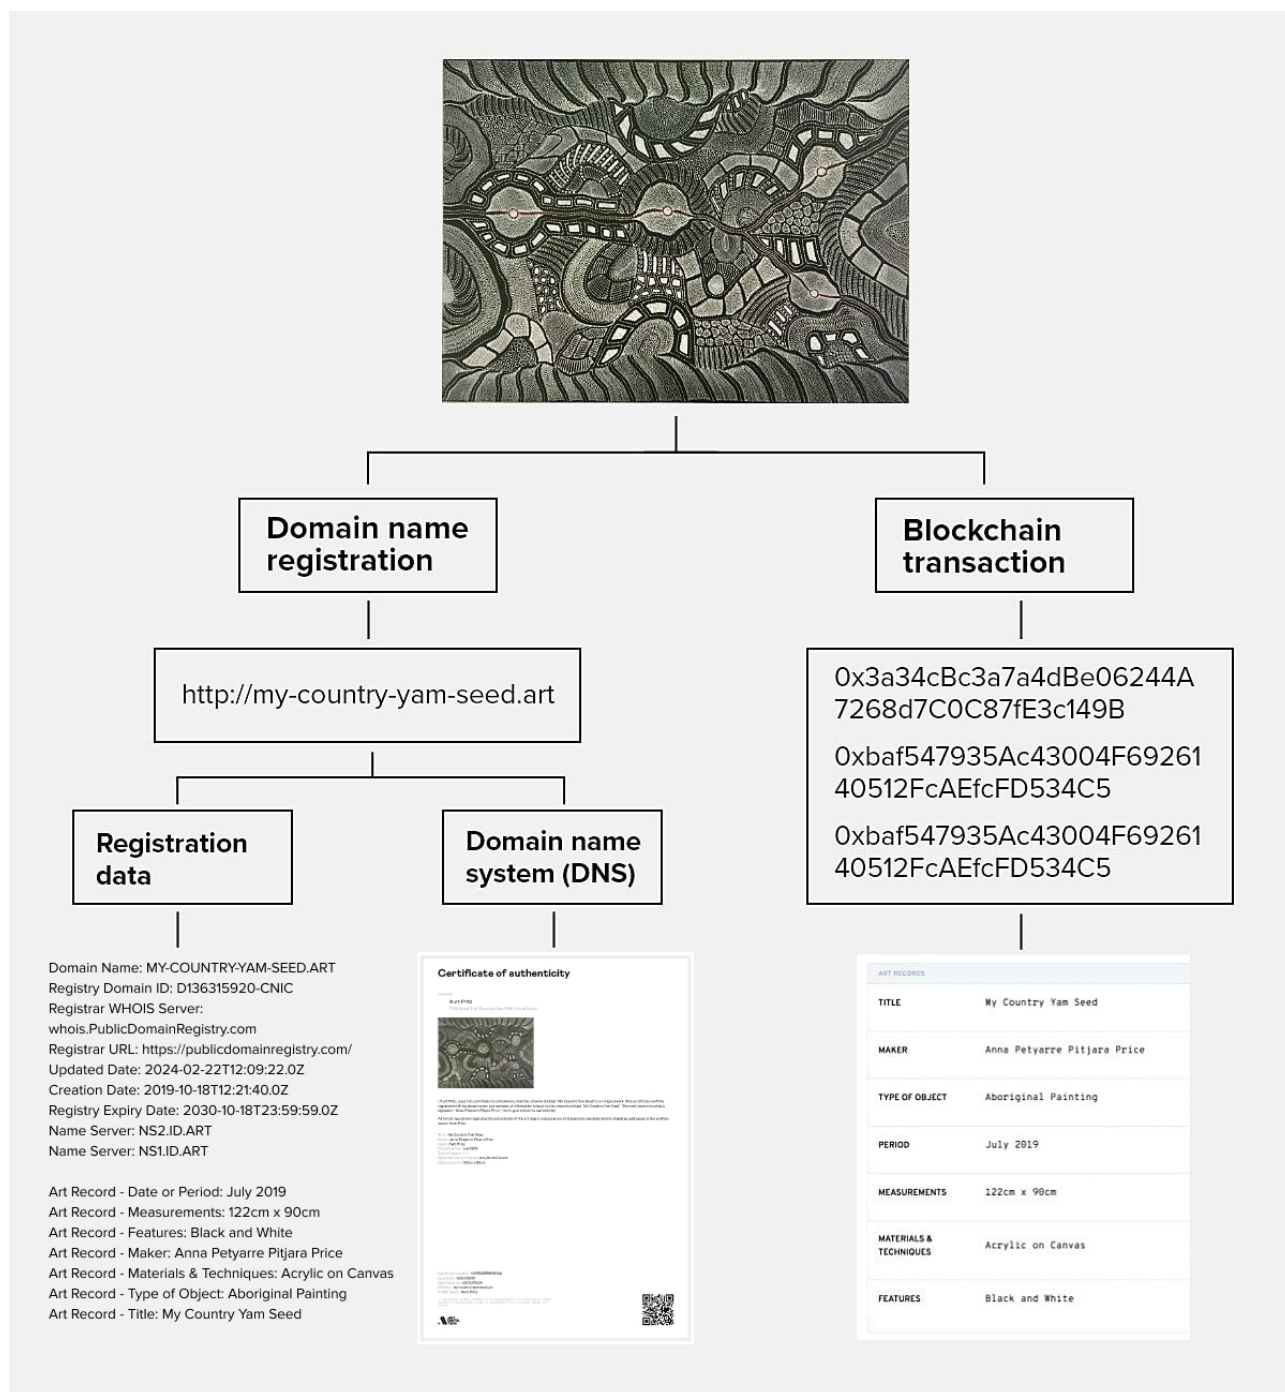 Domain name
registration
Blockchain
transaction
http://my-country-yam-seed.art
0x3a34cBc3a7a4dBe06244A
7268d7C0C87fE3c149B
0xbaf547935Ac43004F69261
40512FcAEfcFD534C5
0xbaf547935Ac43004F69261
40512FcAEfcFD534C5
Registration
data
Domain name
system (DNS)
Domain Name: MY-COUNTRY-YAM-SEED.ART
Registry Domain ID: D136315920-CNIC
Registrar WHOIS Server:
whois.PublicDomainRegistry.com
Registrar URL: https://publicdomainregistry.com/
Updated Date: 2024-02-22T12:09:22.0Z
Creation Date: 2019-10-18T12:21:40.0Z
Registry Expiry Date: 2030-10-18T23:59:59.0Z
Name Server: NS2.ID.ART
Name Server: NS1.ID.ART
Art Record - Date or Period: July 2019
Art Record - Measurements: 122cm x 90cm
Art Record - Features: Black and White
Art Record - Maker: Anna Petyarre Pitjara Price
Art Record - Materials & Techniques: Acrylic on Canvas
Art Record - Type of Object: Aboriginal Painting
Art Record - Title: My Country Yam Seed
Certificate of authenticity
Kurt Fritz
ART RECORDS
TITLE My Country Yam Seed
MAKER Anna Petyarre Pitjara Price
TYPE OF OBJECT Aboriginal Painting
PERIOD July 2019
MEASUREMENTS 122cm x 90cm
MATERIALS &
TECHNIQUES Acrylic on Canvas
FEATURES Black and White